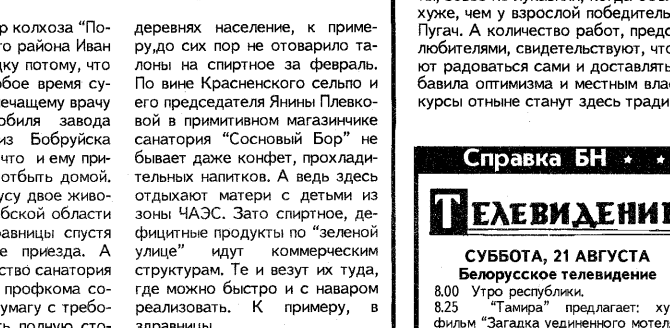 р колхоза “По-
го района Иван
дку потому, что
бое время су-
ечащему врачу
обиля завода
из Бобруйска
что и ему при-
отбыть домой.
усу двое живо-
бской области
равницы спустя
е приезда. А
ство санатория
профкома со-
умагу с требо-
ть полную сто-
деревнях население, к приме-
ру,до сих пор не отоварило та-
лоны на спиртное за февраль.
По вине Красненского сельпо и
его председателя Янины Плевко-
вой в примитивном магазинчике
санатория “Сосновый Бор” не
бывает даже конфет, прохлади-
тельных напитков. А ведь здесь
отдыхают матери с детьми из
зоны ЧАЭС. Зато спиртное, де-
фицитные продукты по “зеленой
улице” идут коммерческим
структурам. Те и везут их туда,
где можно быстро и с наваром
реализовать. К примеру, в
здравницы
хуже, чем у взрослой победитель
Пугач. А количество работ, предс
любителями, свидетельствуют, что
ют радоваться сами и доставлять
бавила оптимизма и местным влас
курсы отныне станут здесь тради
Справка БН
ТЕЛЕВИДЕНИЕ
СУББОТА, 21 АВГУСТА
Белорусское телевидение
8.00 Утро республики.
8.25 “Тамира” предлагает: ху
фильм “Загадка уединенного мотел